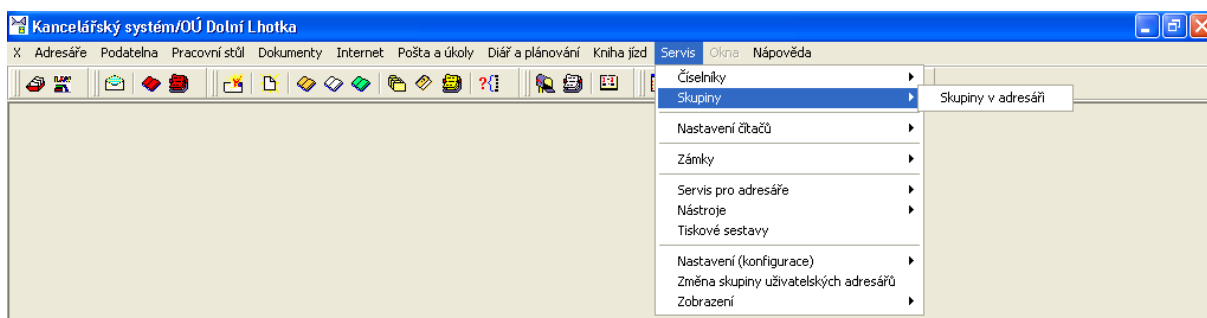 Kancelářský systém/OÚ Dolní Lhotka
X Adresáře Podatelna Pracovní stůl Dokumenty Internet Pošta a úkoly Diář a plánování Kniha jízd Servis Okna Nápověda
Číselníky
Skupiny Skupiny v adresáři
Nastavení čítačů
Zámky
Servis pro adresáře
Nástroje
Tiskové sestavy
Nastavení (konfigurace)
Změna skupiny uživatelských adresářů
Zobrazení